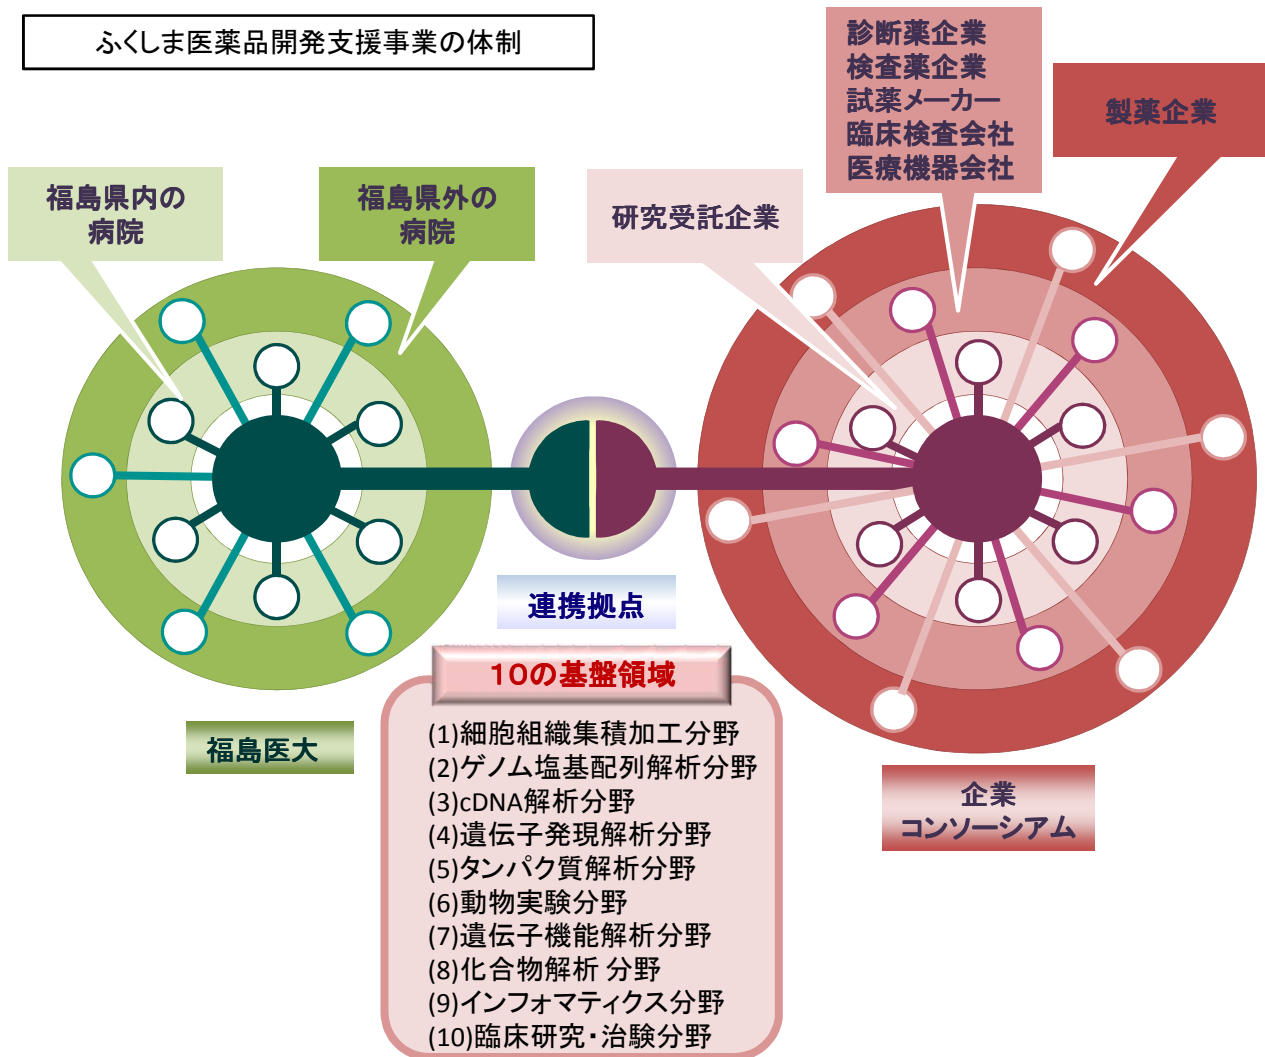 ふくしま医薬品開発支援事業の体制
診断薬企業
検査薬企業
試薬メーカー
臨床検査会社
医療機器会社
製薬企業
福島県内の
病院
福島県外の
病院
研究受託企業
連携拠点
10の基盤領域
(1)細胞組織集積加工分野
(2)ゲノム塩基配列解析分野
(3)cDNA解析分野
(4)遺伝子発現解析分野
(5)タンパク質解析分野
(6)動物実験分野
(7)遺伝子機能解析分野
(8)化合物解析 分野
(9)インフォマティクス分野
(10)臨床研究・治験分野
福島医大
企業
コンソーシアム